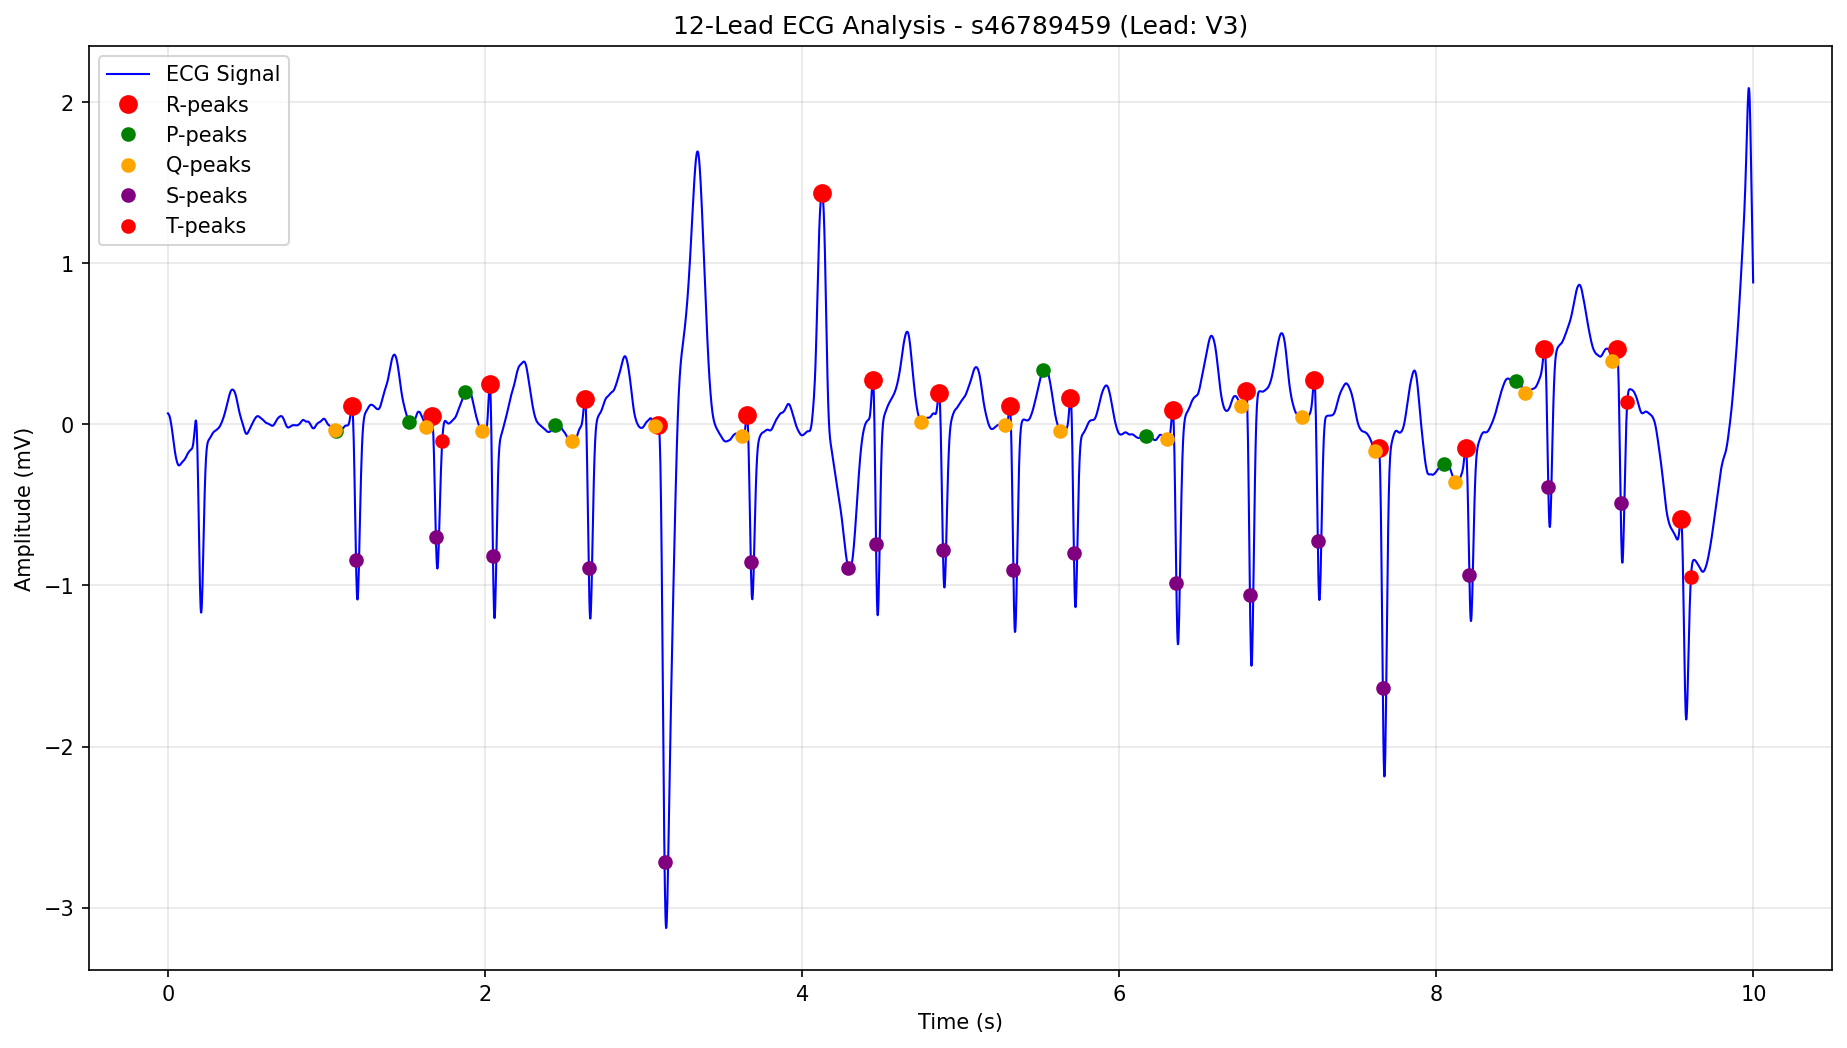 12-Lead ECG Analysis - s46789459 (Lead: V3)
ECG Signal
R-peaks
P-peaks
Q-peaks
S-peaks
T-peaks
Amplitude (mV)
2
1
0
−1
−2
−3
0 2 4 6 8 10
Time (s)